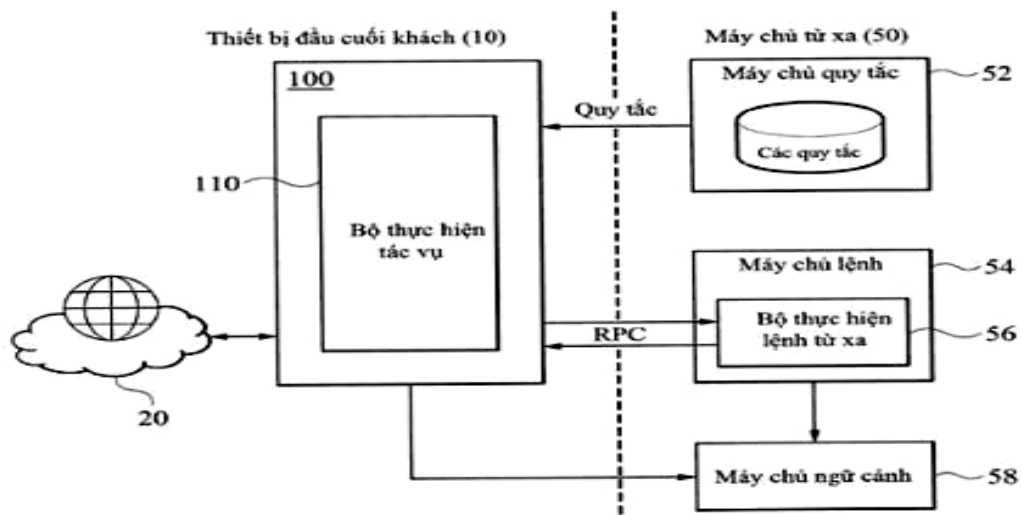 Thiết bị đầu cuối khách (10)
Máy chủ từ xa (50)
100
Máy chủ quy tắc
52
Quy tắc
Các quy tắc
110
Bộ thực hiện
tác vụ
Máy chủ lệnh
54
RPC
Bộ thực hiện
lệnh từ xa
56
20
Máy chủ ngữ cảnh
58